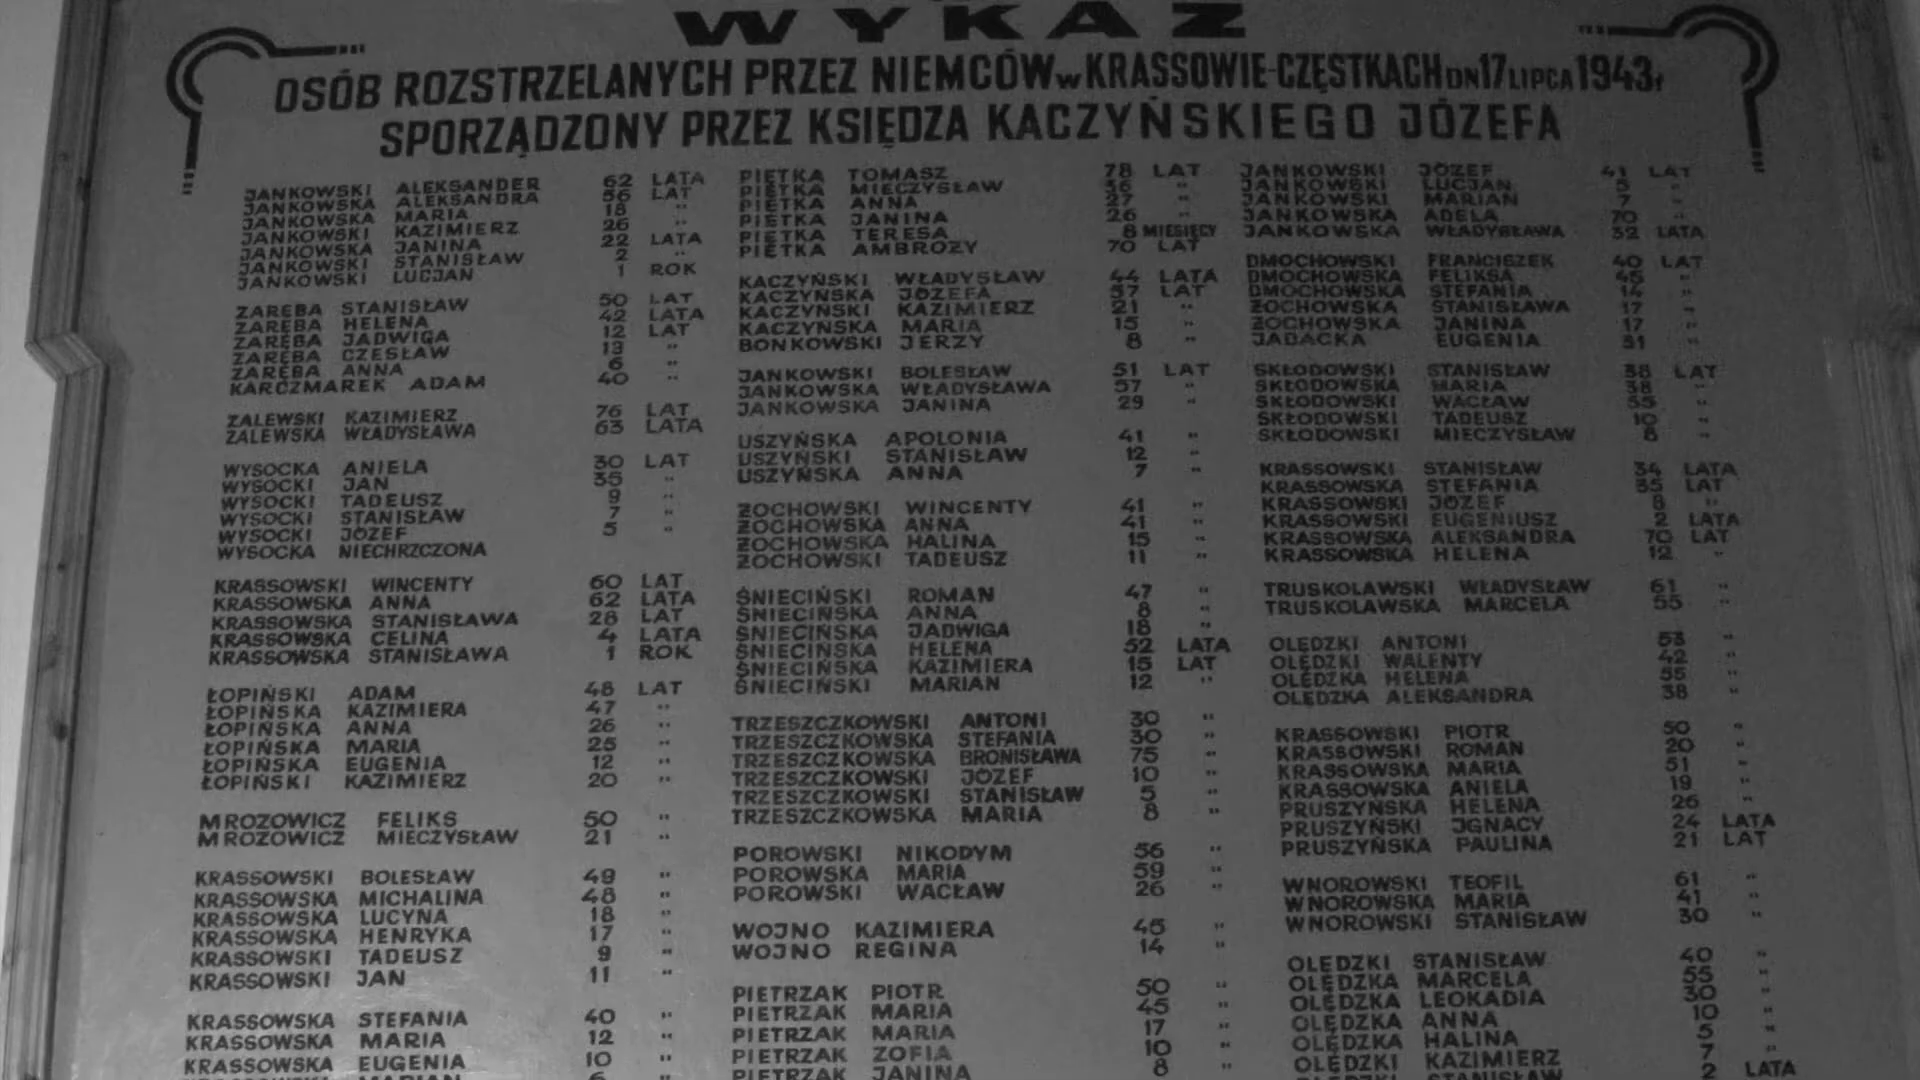 WYKAZ
OSÓB ROZSTRZELANYCH PRZEZ NIEMCÓW w KRASSOWIE-CZĘSTKACH DN 17 LIPCA 1943 r
SPORZĄDZONY PRZEZ KSIĘDZA KACZYŃSKIEGO JÓZEFA
JANKOWSKI ALEKSANDER 62 LATA
JANKOWSKA ALEKSANDRA 56 LAT
JANKOWSKA MARIA 18 "
JANKOWSKI KAZIMIERZ 26 "
JANKOWSKA JANINA 22 LATA
JANKOWSKI STANISŁAW 2 "
JANKOWSKI LUCJAN 1 ROK
ZARĘBA STANISŁAW 50 LAT
ZARĘBA HELENA 42 LATA
ZARĘBA JADWIGA 12 LAT
ZARĘBA CZESŁAW 13 "
ZARĘBA ANNA 6 "
KARCZMAREK ADAM 40 "
ZALEWSKI KAZIMIERZ 76 LAT
ZALEWSKA WŁADYSŁAWA 63 LATA
WYSOCKA ANIELA 30 LAT
WYSOCKI JAN 35 "
WYSOCKI TADEUSZ 9
WYSOCKI STANISŁAW 7 "
WYSOCKI JÓZEF 5 "
WYSOCKA NIECHRZCZONA
KRASSOWSKI WINCENTY 60 LAT
KRASSOWSKA ANNA 62 LATA
KRASSOWSKA STANISŁAWA 28 LAT
KRASSOWSKA CELINA 4 LATA
KRASSOWSKA STANISŁAWA 1 ROK
ŁOPIŃSKI ADAM 48 LAT
ŁOPIŃSKA KAZIMIERA 47 "
ŁOPIŃSKA ANNA 26 "
ŁOPIŃSKA MARIA 25 "
ŁOPIŃSKA EUGENIA 12 "
ŁOPIŃSKI KAZIMIERZ 20 "
MROZOWICZ FELIKS 50 "
MROZOWICZ MIECZYSŁAW 21 "
KRASSOWSKI BOLESŁAW 49 "
KRASSOWSKA MICHALINA 48 "
KRASSOWSKA LUCYNA 18 "
KRASSOWSKA HENRYKA 17 "
KRASSOWSKI TADEUSZ 9 "
KRASSOWSKI JAN 11 "
KRASSOWSKA STEFANIA 40 "
KRASSOWSKA MARIA 12 "
KRASSOWSKA EUGENIA 10 "
PIĘTKA TOMASZ 78 LAT
PIĘTKA MIECZYSŁAW 36 "
PIĘTKA ANNA 27 "
PIĘTKA JANINA 26 "
PIĘTKA TERESA 8 MIESIĘCY
PIĘTKA AMBROZY 70 LAT
KACZYŃSKI WŁADYSŁAW 44 LATA
KACZYŃSKA JÓZEFA 37 LAT
KACZYŃSKI KAZIMIERZ 21 "
KACZYŃSKA MARIA 15 "
BONKOWSKI JERZY 8 "
JANKOWSKI BOLESŁAW 51 LAT
JANKOWSKA WŁADYSŁAWA 57 "
JANKOWSKA JANINA 29 "
USZYŃSKA APOLONIA 41 "
USZYŃSKI STANISŁAW 12 "
USZYŃSKA ANNA 7 "
ŻOCHOWSKI WINCENTY 41 "
ŻOCHOWSKA ANNA 41 "
ŻOCHOWSKA HALINA 15 "
ŻOCHOWSKI TADEUSZ 11 "
ŚNIECIŃSKI ROMAN 47 "
ŚNIECIŃSKA ANNA 8 "
ŚNIECIŃSKA JADWIGA 18 "
ŚNIECIŃSKA HELENA 52 LATA
ŚNIECIŃSKA KAZIMIERA 15 LAT
ŚNIECIŃSKI MARIAN 12 "
TRZESZCZKOWSKI ANTONI 30 "
TRZESZCZKOWSKA STEFANIA 30 "
TRZESZCZKOWSKA BRONISŁAWA 75 "
TRZESZCZKOWSKI JÓZEF 10 "
TRZESZCZKOWSKI STANISŁAW 5 "
TRZESZCZKOWSKA MARIA 8 "
POROWSKI NIKODYM 56 "
POROWSKA MARIA 59 "
POROWSKI WACŁAW 26 "
WOJNO KAZIMIERA 45 "
WOJNO REGINA 14 "
PIETRZAK PIOTR 50 "
PIETRZAK MARIA 45 "
PIETRZAK MARIA 17 "
PIETRZAK ZOFIA 10 "
PIETRZAK JANINA 8 "
JANKOWSKI JÓZEF 41 LAT
JANKOWSKI LUCJAN 5 "
JANKOWSKI MARIAN 7 "
JANKOWSKA ADELA 70 "
JANKOWSKA WŁADYSŁAWA 32 LATA
DMOCHOWSKI FRANCISZEK 40 LAT
DMOCHOWSKA FELIKSA 45 "
DMOCHOWSKA STEFANIA 14 "
ŻOCHOWSKA STANISŁAWA 17 "
ŻOCHOWSKA JANINA 17 "
JADACKA EUGENIA 31 "
SKŁODOWSKI STANISŁAW 38 LAT
SKŁODOWSKA MARIA 38 "
SKŁODOWSKI WACŁAW 35 "
SKŁODOWSKI TADEUSZ 10 "
SKŁODOWSKI MIECZYSŁAW 8 "
KRASSOWSKI STANISŁAW 34 LATA
KRASSOWSKA STEFANIA 35 LAT
KRASSOWSKI JÓZEF 8 "
KRASSOWSKI EUGENIUSZ 2 LATA
KRASSOWSKA ALEKSANDRA 70 LAT
KRASSOWSKA HELENA 12 "
TRUSKOLAWSKI WŁADYSŁAW 61 "
TRUSKOLAWSKA MARCELA 55 "
OLĘDZKI ANTONI 53 "
OLĘDZKI WALENTY 42 "
OLĘDZKA HELENA 55 "
OLĘDZKA ALEKSANDRA 38 "
KRASSOWSKI PIOTR 50 "
KRASSOWSKI ROMAN 20 "
KRASSOWSKA MARIA 51 "
KRASSOWSKA ANIELA 19 "
PRUSZYŃSKA HELENA 26 "
PRUSZYŃSKI IGNACY 24 LATA
PRUSZYŃSKA PAULINA 21 LAT
WNOROWSKI TEOFIL 61 "
WNOROWSKA MARIA 41 "
WNOROWSKI STANISŁAW 30 "
OLĘDZKI STANISŁAW 40 "
OLĘDZKA MARCELA 55 "
OLĘDZKA LEOKADIA 30 "
OLĘDZKA ANNA 10 "
OLĘDZKA HALINA 5 "
OLĘDZKI KAZIMIERZ 7 "
2 LATA